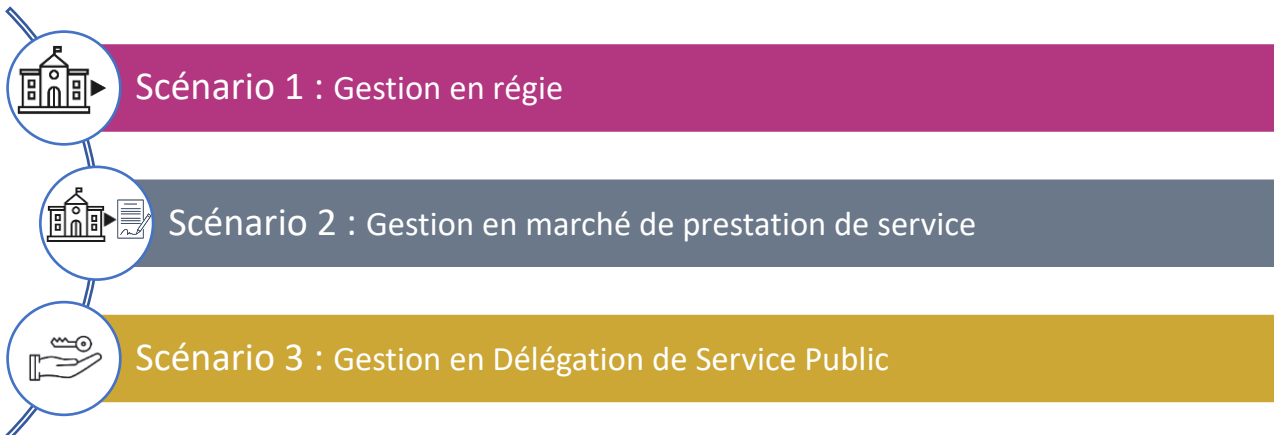 Scénario 1 : Gestion en régie
Scénario 2 : Gestion en marché de prestation de service
Scénario 3 : Gestion en Délégation de Service Public